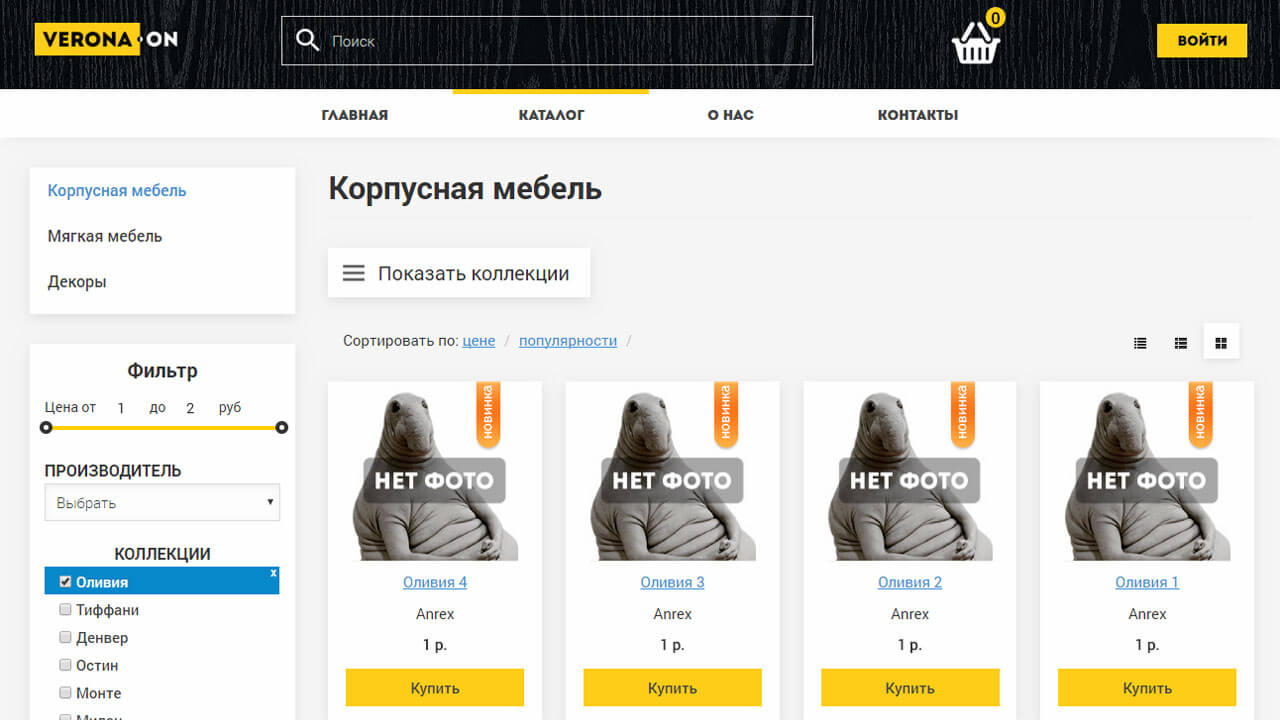 VERONA·ON
Поиск
0
ВОЙТИ
ГЛАВНАЯ КАТАЛОГ О НАС КОНТАКТЫ
Корпусная мебель
Мягкая мебель
Декоры
Фильтр
Цена от 1 до 2 руб
ПРОИЗВОДИТЕЛЬ
Выбрать
КОЛЛЕКЦИИ
Оливия x
Тиффани
Денвер
Остин
Монте
Корпусная мебель
Показать коллекции
Сортировать по: цене / популярности /
новинка новинка новинка новинка
НЕТ ФОТО НЕТ ФОТО НЕТ ФОТО НЕТ ФОТО
Оливия 4 Оливия 3 Оливия 2 Оливия 1
Anrex Anrex Anrex Anrex
1 р. 1 р. 1 р. 1 р.
Купить Купить Купить Купить